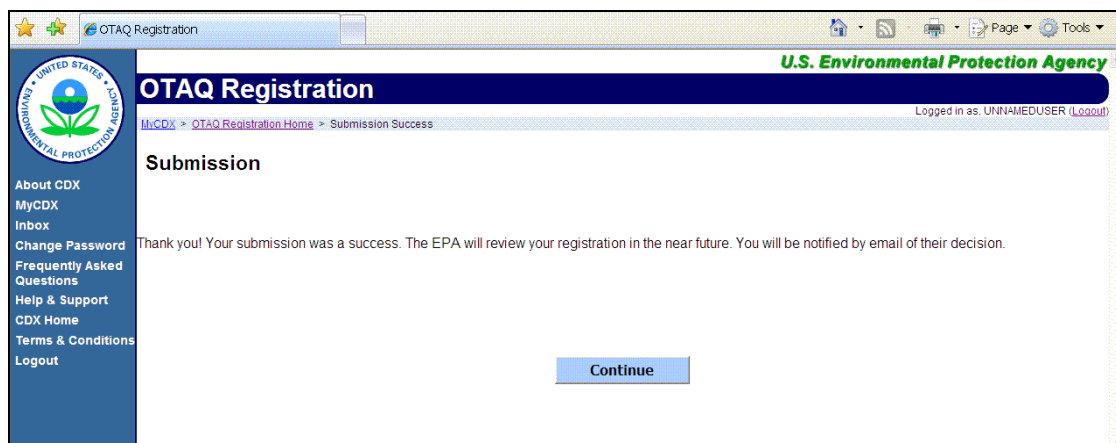 OTAQ Registration
Page
Tools
UNITED STATES
ENVIRONMENTAL PROTECTION AGENCY
U.S. Environmental Protection Agency
OTAQ Registration
Logged in as, UNNAMEDUSER (Logout)
MyCDX > OTAQ Registration Home > Submission Success
Submission
About CDX
MyCDX
Inbox
Change Password
Frequently Asked
Questions
Help & Support
CDX Home
Terms & Conditions
Logout
Thank you! Your submission was a success. The EPA will review your registration in the near future. You will be notified by email of their decision.
Continue